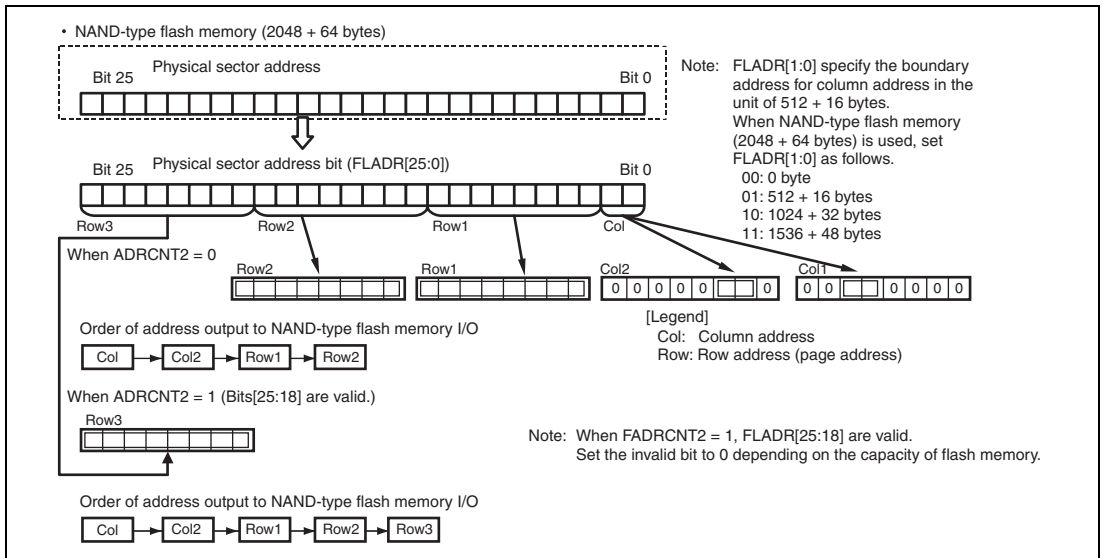 • NAND-type flash memory (2048 + 64 bytes)
Physical sector address
Bit 25
Bit 0
Note: FLADR[1:0] specify the boundary
address for column address in the
unit of 512 + 16 bytes.
When NAND-type flash memory
(2048 + 64 bytes) is used, set
FLADR[1:0] as follows.
00: 0 byte
01: 512 + 16 bytes
10: 1024 + 32 bytes
11: 1536 + 48 bytes
Physical sector address bit (FLADR[25:0])
Bit 25
Bit 0
Row3
Row2
Row1
Col
When ADRCNT2 = 0
Row2
Row1
Col2
0 0 0 0 0 0
Col1
0 0 0 0 0 0
[Legend]
Col: Column address
Row: Row address (page address)
Order of address output to NAND-type flash memory I/O
Col Col2 Row1 Row2
When ADRCNT2 = 1 (Bits[25:18] are valid.)
Row3
Note: When FADRCNT2 = 1, FLADR[25:18] are valid.
Set the invalid bit to 0 depending on the capacity of flash memory.
Order of address output to NAND-type flash memory I/O
Col Col2 Row1 Row2 Row3